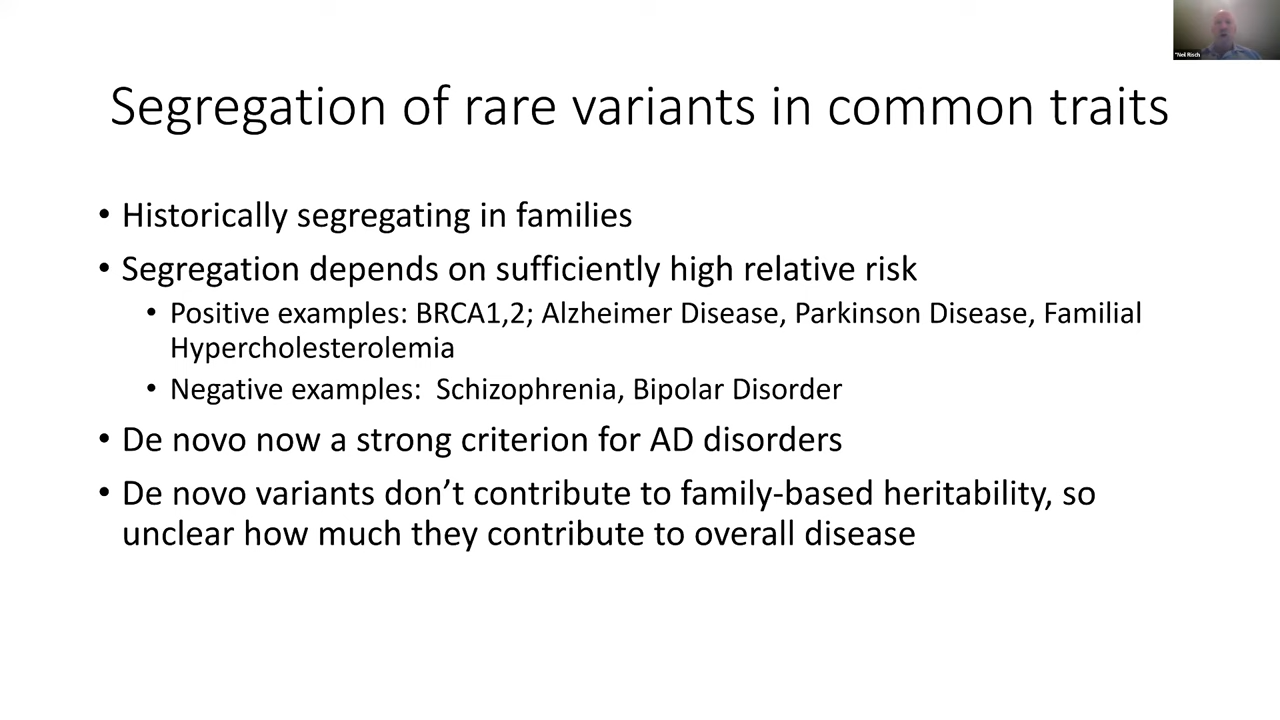 *Neil Risch
Segregation of rare variants in common traits
• Historically segregating in families
• Segregation depends on sufficiently high relative risk
• Positive examples: BRCA1,2; Alzheimer Disease, Parkinson Disease, Familial
Hypercholesterolemia
• Negative examples:  Schizophrenia, Bipolar Disorder
• De novo now a strong criterion for AD disorders
• De novo variants don’t contribute to family-based heritability, so
unclear how much they contribute to overall disease